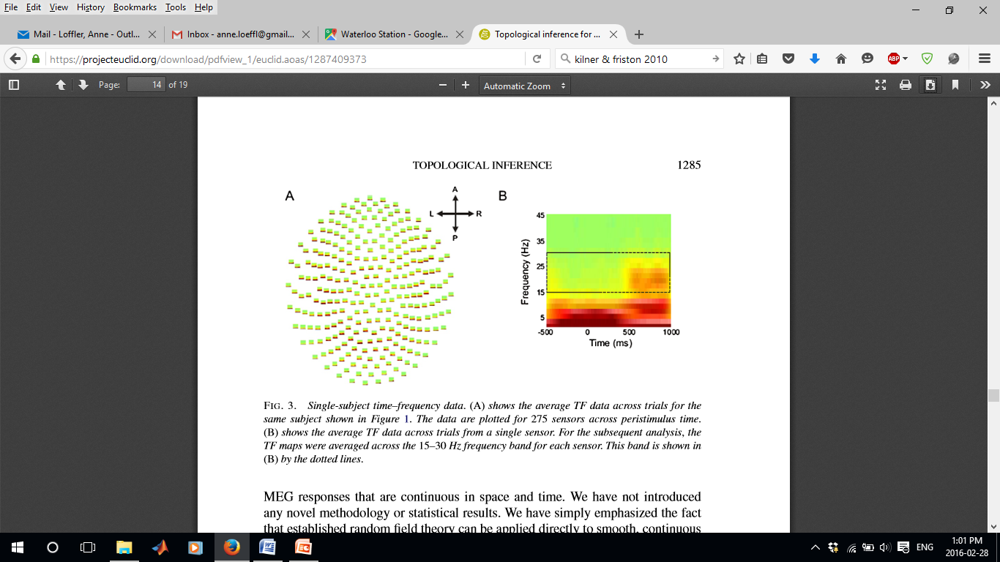 File Edit View History Bookmarks Tools Help
Mail - Loffler, Anne - Outl... Inbox - anne.loeffl@gmail... Waterloo Station - Google... Topological inference for ...
https://projecteuclid.org/download/pdfview_1/euclid.aoas/1287409373 kilner & friston 2010 ABP
Page: 14 of 19 Automatic Zoom
TOPOLOGICAL INFERENCE 1285
A
A
L R
P
B
45
35
25
15
5
Frequency (Hz)
-500 0 500 1000
Time (ms)
FIG. 3. Single-subject time–frequency data. (A) shows the average TF data across trials for the
same subject shown in Figure 1. The data are plotted for 275 sensors across peristimulus time.
(B) shows the average TF data across trials from a single sensor. For the subsequent analysis, the
TF maps were averaged across the 15–30 Hz frequency band for each sensor. This band is shown in
(B) by the dotted lines.
MEG responses that are continuous in space and time. We have not introduced
any novel methodology or statistical results. We have simply emphasized the fact
that established random field theory can be applied directly to smooth, continuous
ENG
1:01 PM
2016-02-28